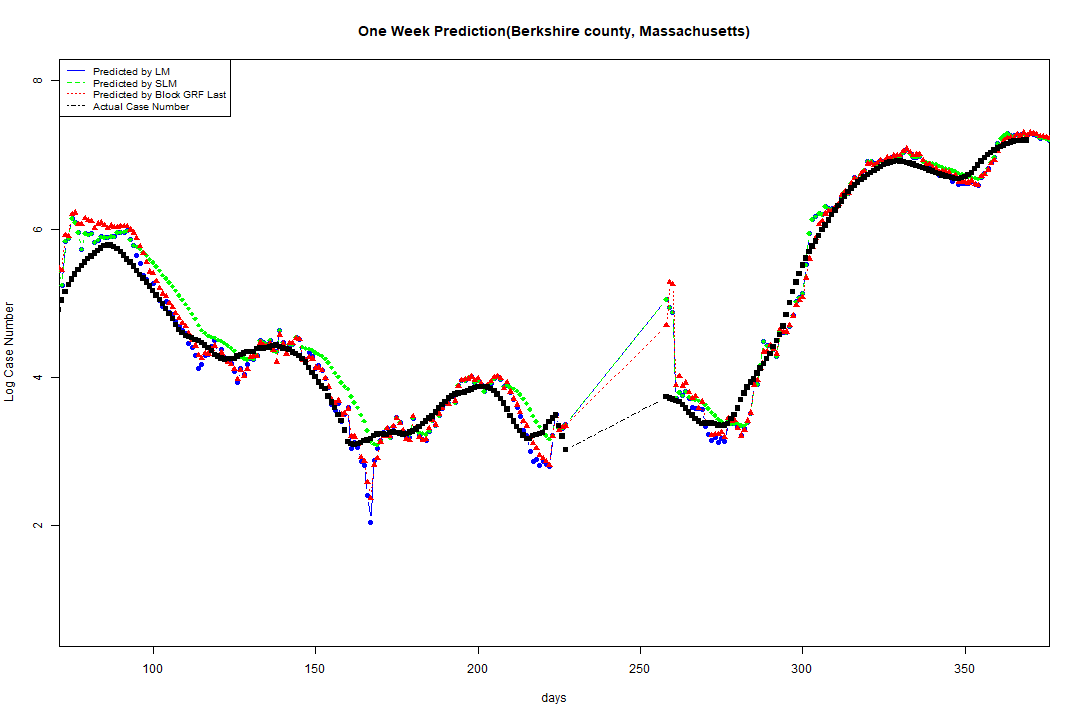 One Week Prediction(Berkshire county, Massachusetts)
Predicted by LM
Predicted by SLM
Predicted by Block GRF Last
Actual Case Number
8
6
4
2
Log Case Number
100 150 200 250 300 350
days